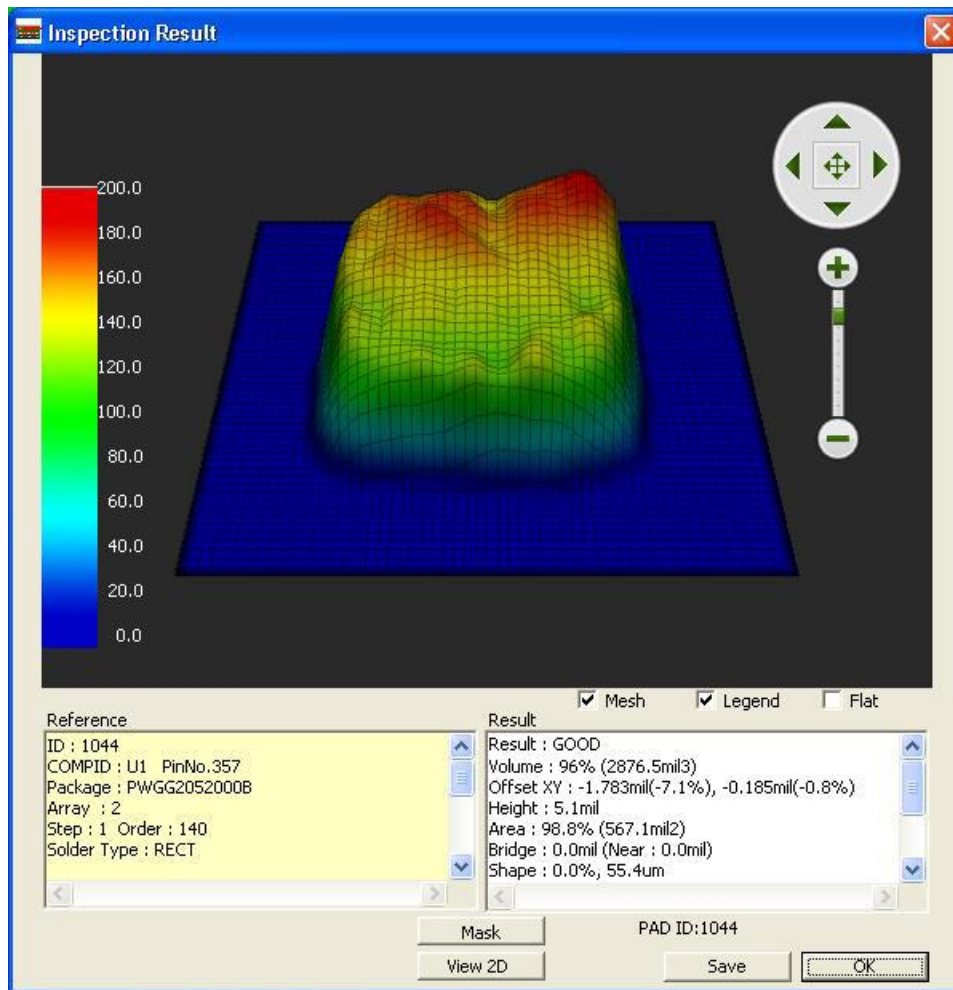 Inspection Result
200.0
180.0
160.0
140.0
120.0
100.0
80.0
60.0
40.0
20.0
0.0
Mesh
Legend
Flat
Reference
ID : 1044
COMPID : U1 PinNo.357
Package : PWGG2052000B
Array : 2
Step : 1 Order : 140
Solder Type : RECT
Result
Result : GOOD
Volume : 96% (2876.5mil3)
Offset XY : -1.783mil(-7.1%), -0.185mil(-0.8%)
Height : 5.1mil
Area : 98.8% (567.1mil2)
Bridge : 0.0mil (Near : 0.0mil)
Shape : 0.0%, 55.4um
Mask
PAD ID:1044
View 2D
Save
OK